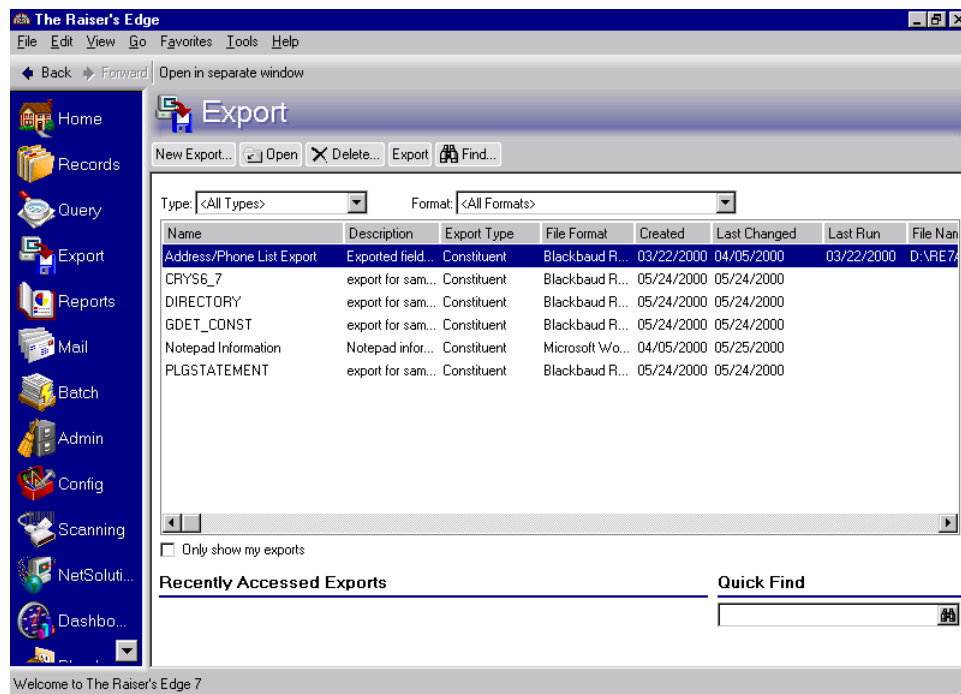 The Raiser's Edge
File Edit View Go Favorites Tools Help
Back Forward Open in separate window
Home
Records
Query
Export
Reports
Mail
Batch
Admin
Config
Scanning
NetSoluti...
Dashbo...
Export
New Export... Open Delete... Export Find...
Type: <All Types> Format: <All Formats>
Name Description Export Type File Format Created Last Changed Last Run File Nan
Address/Phone List Export Exported field... Constituent Blackbaud R... 03/22/2000 04/05/2000 03/22/2000 D:\RE7A
CRYS6_7 export for sam... Constituent Blackbaud R... 05/24/2000 05/24/2000
DIRECTORY export for sam... Constituent Blackbaud R... 05/24/2000 05/24/2000
GDET_CONST export for sam... Constituent Blackbaud R... 05/24/2000 05/24/2000
Notepad Information Notepad infor... Constituent Microsoft Wo... 04/05/2000 05/25/2000
PLGSTATEMENT export for sam... Constituent Blackbaud R... 05/24/2000 05/24/2000
Only show my exports
Recently Accessed Exports Quick Find
Welcome to The Raiser's Edge 7